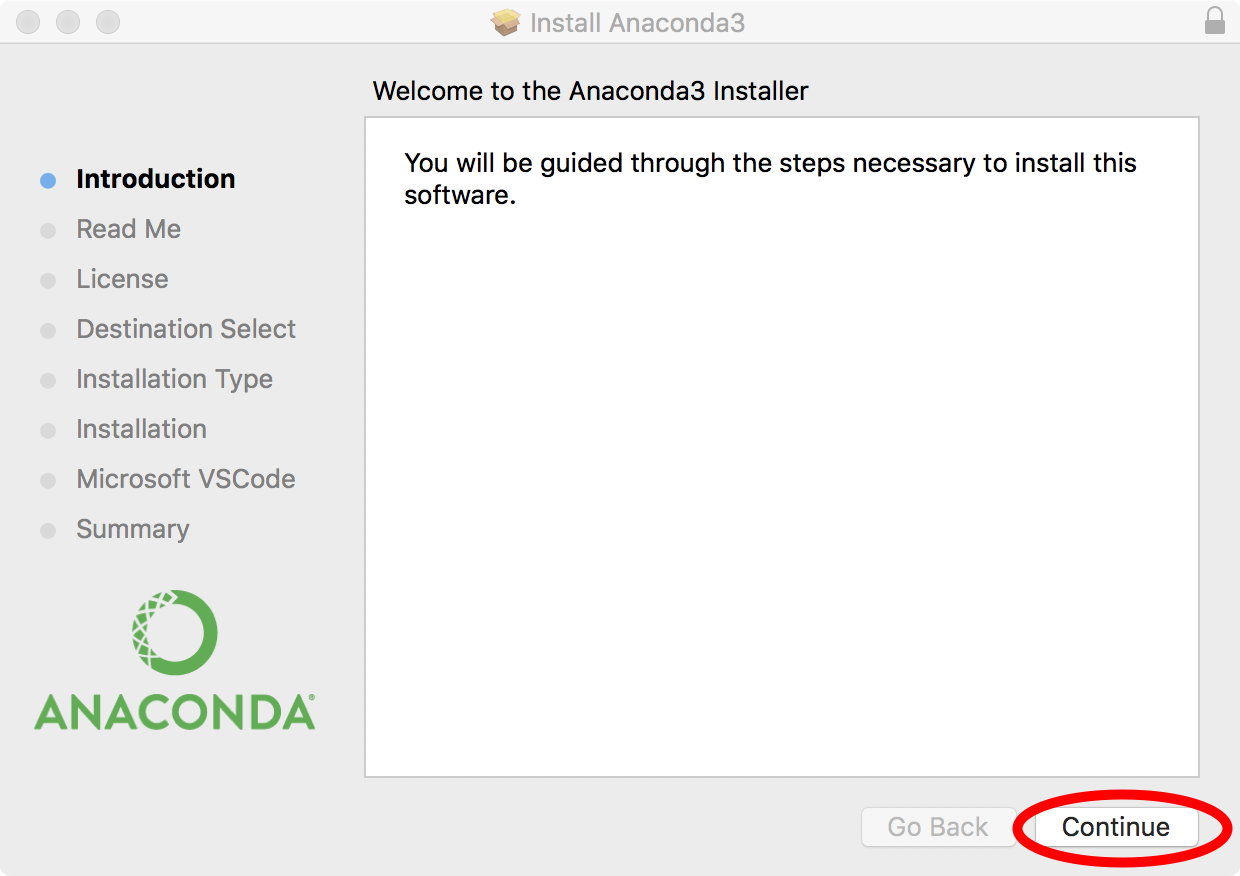 Install Anaconda3
Welcome to the Anaconda3 Installer
You will be guided through the steps necessary to install this
software.
Introduction
Read Me
License
Destination Select
Installation Type
Installation
Microsoft VSCode
Summary
ANANCONDA®
Go Back
Continue